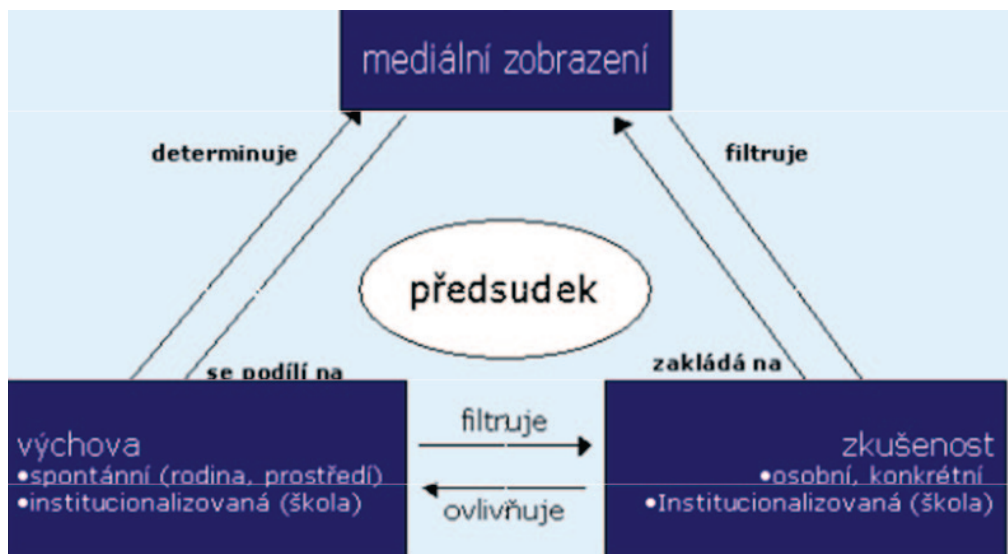 mediální zobrazení
determinuje
filtruje
předsudek
se podílí na
zakládá na
výchova
•spontánní (rodina, prostředí)
•institucionalizovaná (škola)
filtruje
ovlivňuje
zkušenost
•osobní, konkrétní
•Institucionalizovaná (škola)